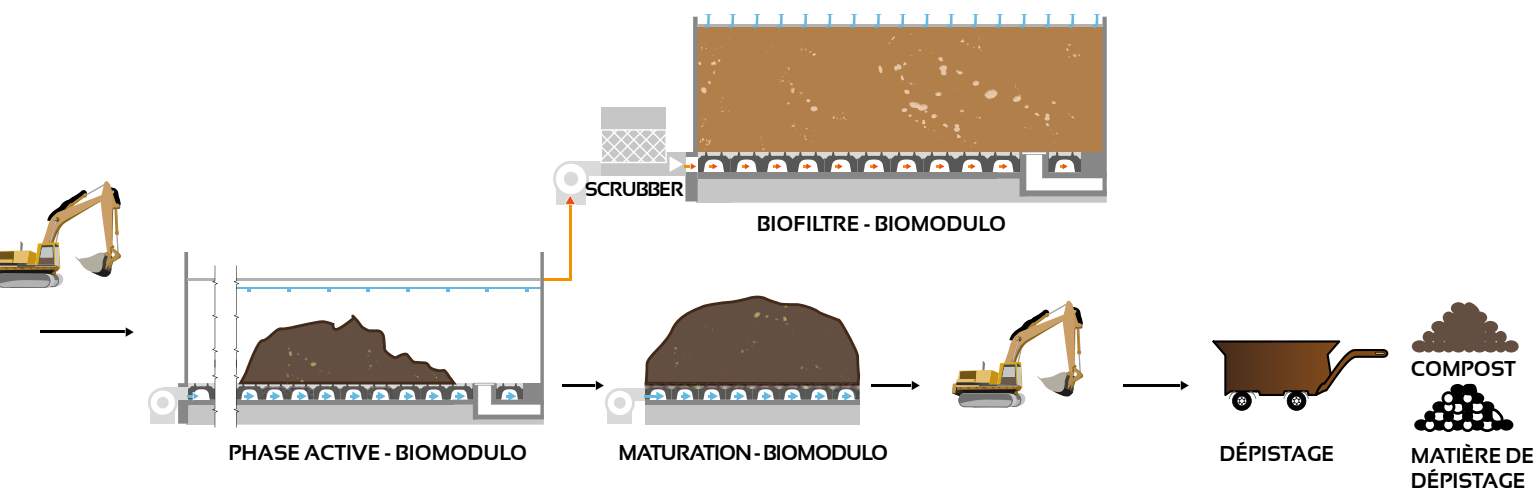 SCRUBBER
BIOFILTRE - BIOMODULO
PHASE ACTIVE - BIOMODULO
MATURATION - BIOMODULO
DÉPISTAGE
COMPOST
MATIÈRE DE
DÉPISTAGE